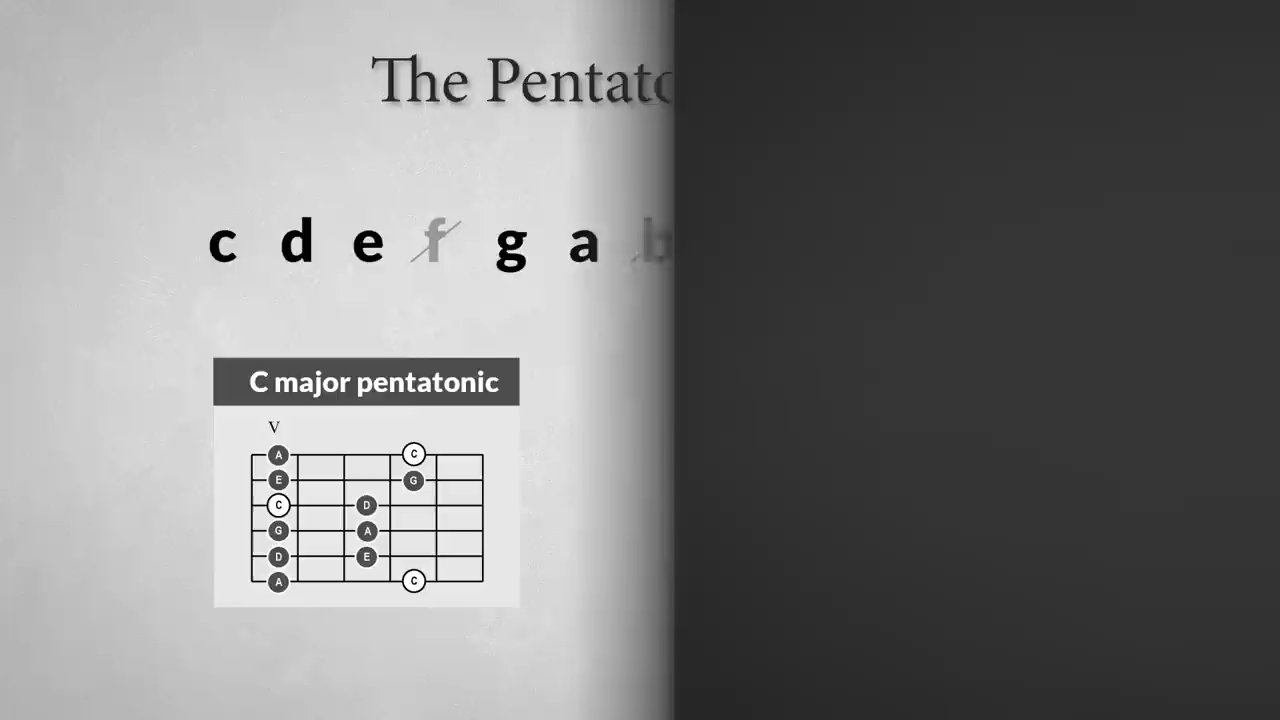 The Pentato
c d e f g a b
C major pentatonic
V
A C
E G
C D
G A
D E
A C